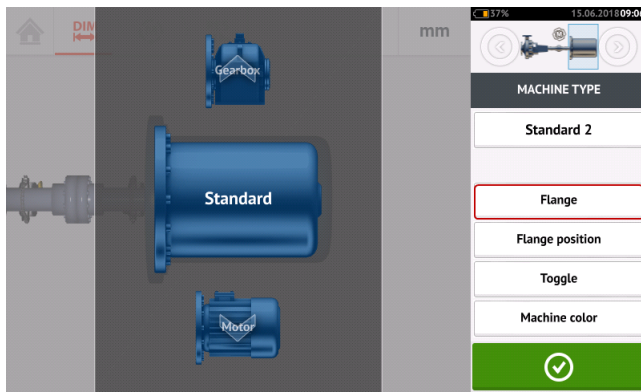 DIM
mm
Gearbox
Standard
Motor
37%
15.06.2018 09:06
MACHINE TYPE
Standard 2
Flange
Flange position
Toggle
Machine color